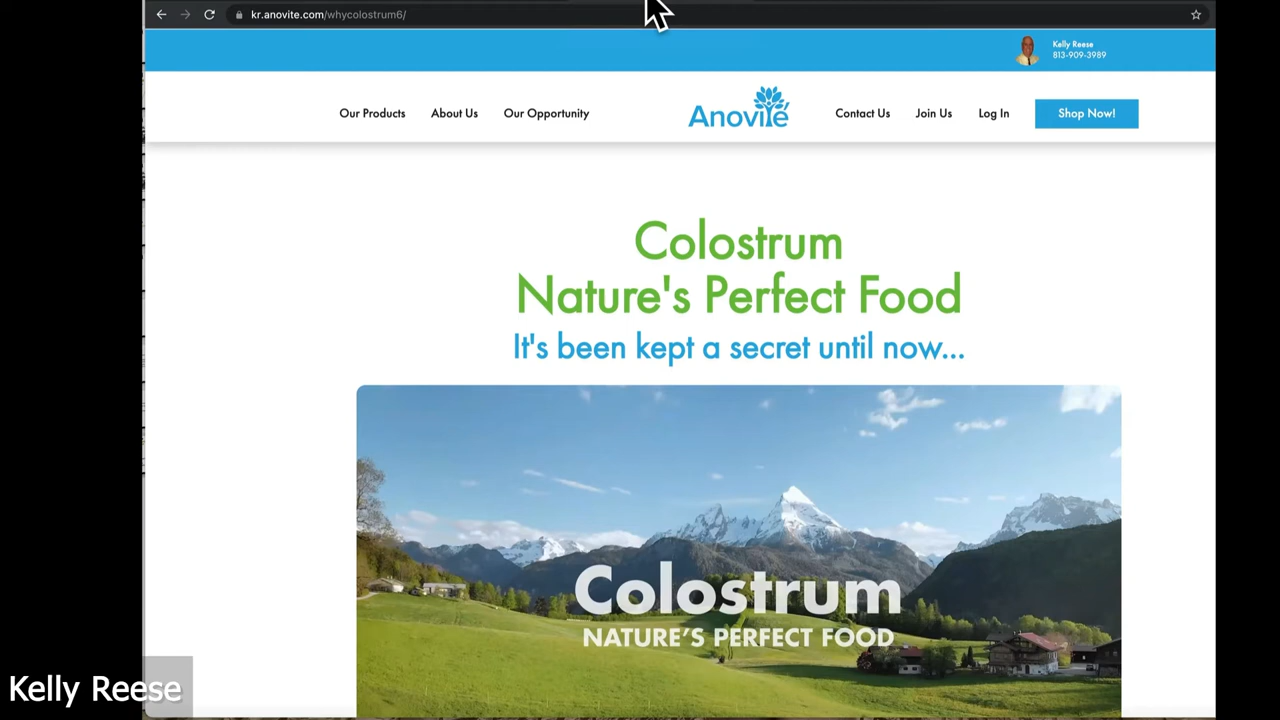 kr.anovite.com/whycolostrum6/
Kelly Reese
813-909-3989
Our Products
About Us
Our Opportunity
Anovité
Contact Us
Join Us
Log In
Shop Now!
Colostrum
Nature's Perfect Food
It's been kept a secret until now...
Colostrum
NATURE'S PERFECT FOOD
Kelly Reese